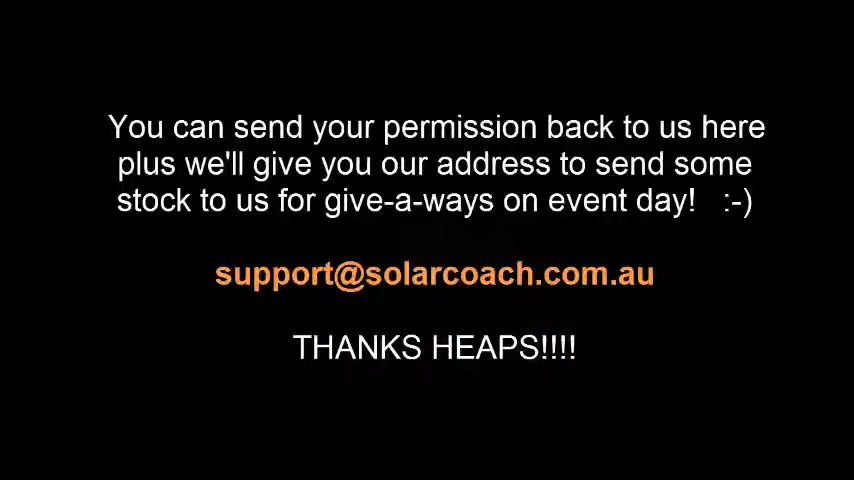 You can send your permission back to us here
plus we'll give you our address to send some
stock to us for give-a-ways on event day!   :-)
support@solarcoach.com.au
THANKS HEAPS!!!!